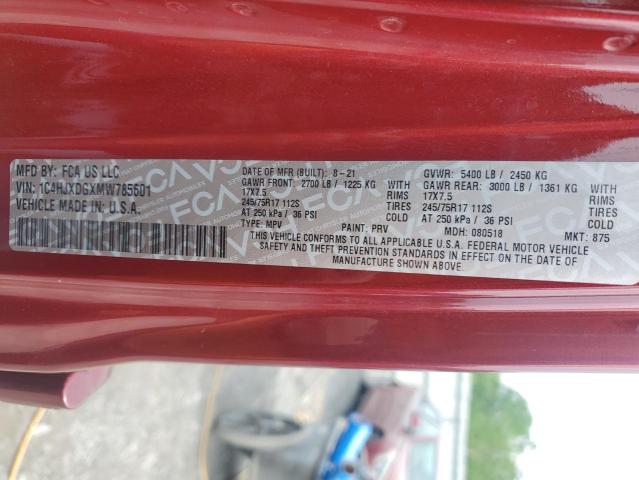 MFD BY: FCA US LLC
VIN: 1C4HJXDGXMW785601
VEHICLE MADE IN: U.S.A.
DATE OF MFR (BUILT): 8-21
GAWR FRONT: 2700 LB / 1225 KG
17X7.5 RIMS
245/75R17 112S TIRES
AT 250 kPa / 36 PSI COLD
TYPE: MPV PAINT: PRV
GVWR: 5400 LB / 2450 KG
GAWR REAR: 3000 LB / 1361 KG
17X7.5 RIMS
245/75R17 112S TIRES
AT 250 kPa / 36 PSI COLD
MDH: 080518 MKT: 875
THIS VEHICLE CONFORMS TO ALL APPLICABLE U.S.A. FEDERAL MOTOR VEHICLE
SAFETY AND THEFT PREVENTION STANDARDS IN EFFECT ON THE DATE OF
MANUFACTURE SHOWN ABOVE.